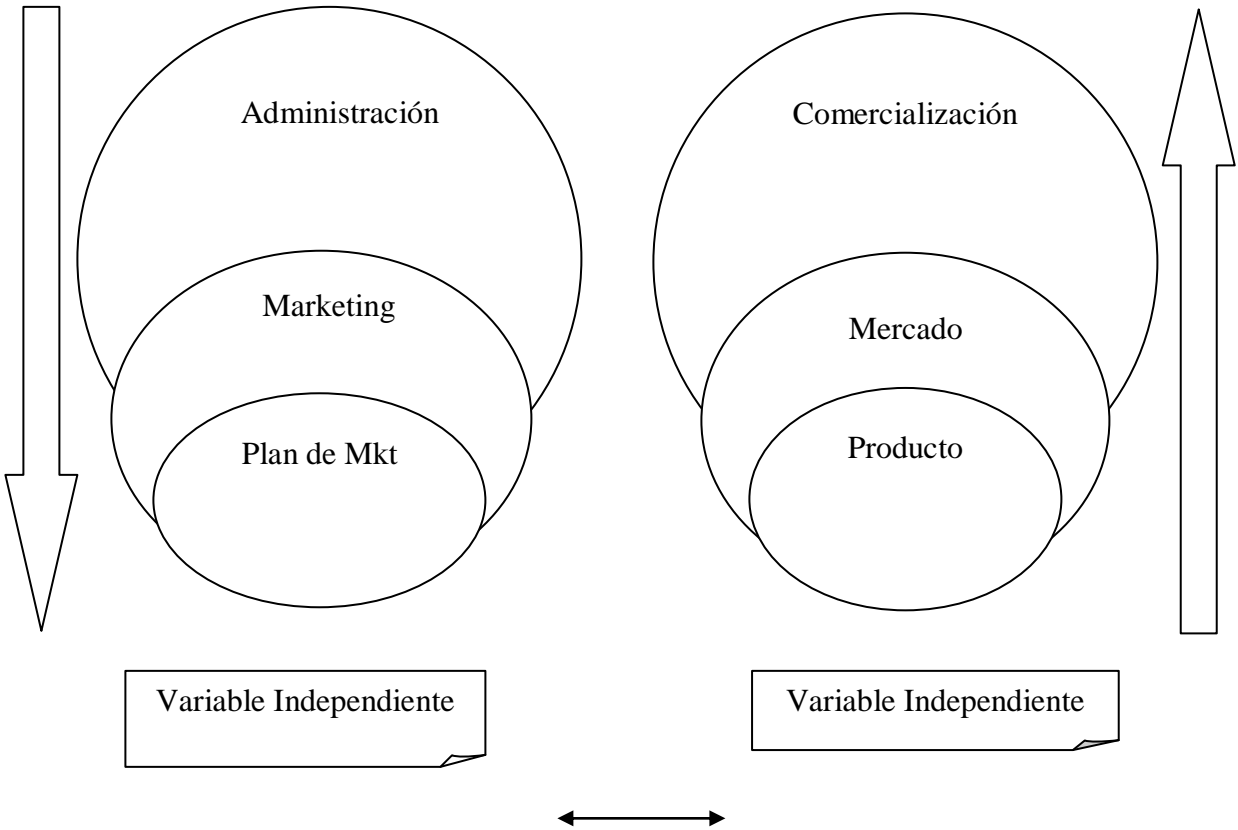 Administración
Marketing
Plan de Mkt
Variable Independiente
Comercialización
Mercado
Producto
Variable Independiente